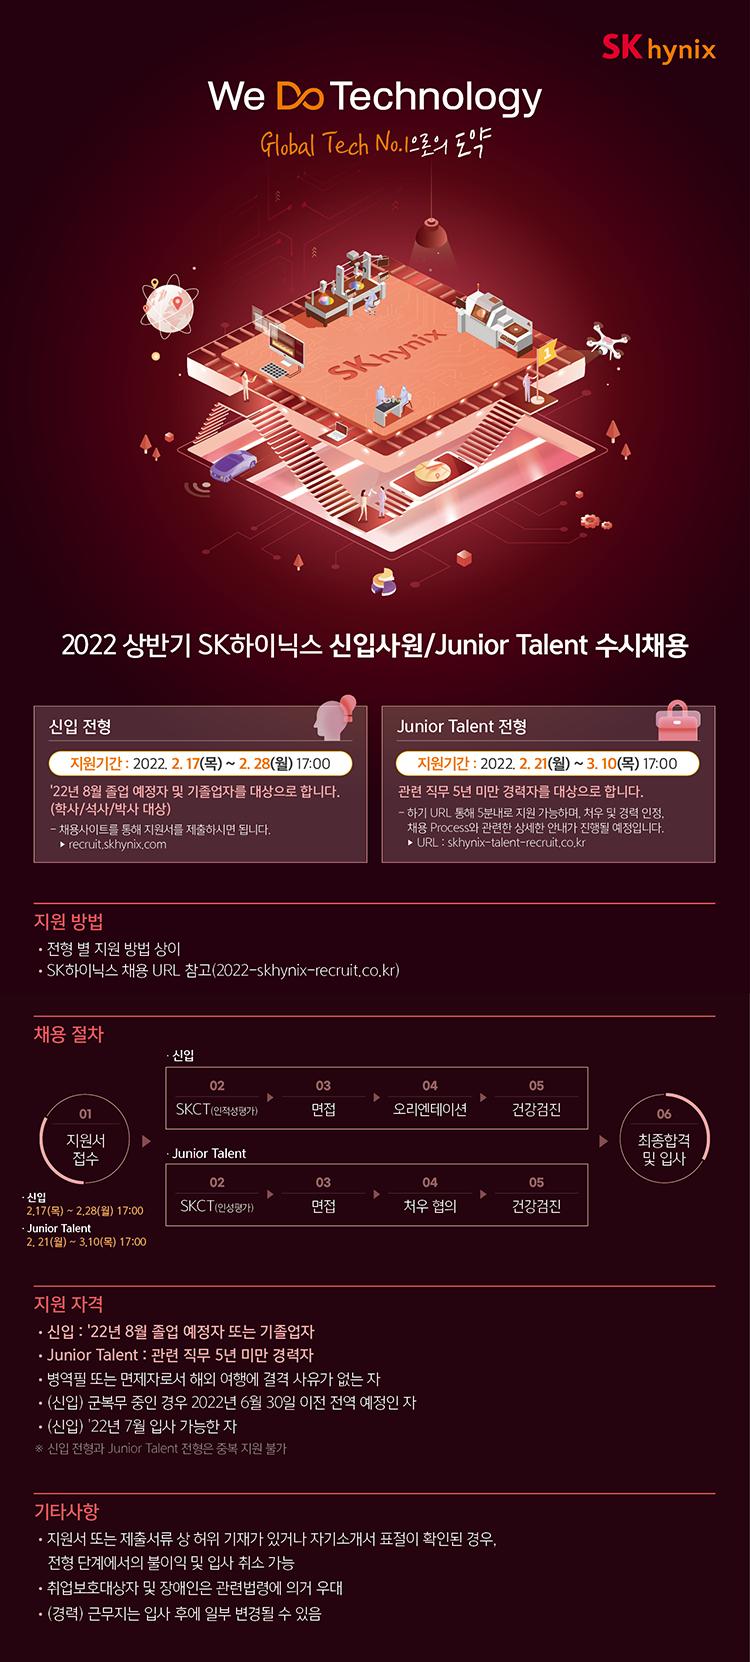 SK hynix
We Do Technology
Global Tech No.1으로의 도약
SK hynix
1
2022 상반기 SK하이닉스 신입사원/Junior Talent 수시채용
신입 전형
지원기간 : 2022. 2. 17(목) ~ 2. 28(월) 17:00
'22년 8월 졸업 예정자 및 기졸업자를 대상으로 합니다.
(학사/석사/박사 대상)
- 채용사이트를 통해 지원서를 제출하시면 됩니다.
▶ recruit.skhynix.com
Junior Talent 전형
지원기간 : 2022. 2. 21(월) ~ 3. 10(목) 17:00
관련 직무 5년 미만 경력자를 대상으로 합니다.
- 하기 URL 통해 5분내로 지원 가능하며, 처우 및 경력 인정,
채용 Process와 관련한 상세한 안내가 진행될 예정입니다.
▶ URL : skhynix-talent-recruit.co.kr
지원 방법
• 전형 별 지원 방법 상이
• SK하이닉스 채용 URL 참고(2022-skhynix-recruit.co.kr)
채용 절차
01
지원서
접수
· 신입
2.17(목) ~ 2.28(월) 17:00
· Junior Talent
2. 21(월) ~ 3.10(목) 17:00
· 신입
02 03 04 05
SKCT(인적성평가) 면접 오리엔테이션 건강검진
· Junior Talent
02 03 04 05
SKCT(인성평가) 면접 처우 협의 건강검진
06
최종합격
및 입사
지원 자격
• 신입 : '22년 8월 졸업 예정자 또는 기졸업자
• Junior Talent : 관련 직무 5년 미만 경력자
• 병역필 또는 면제자로서 해외 여행에 결격 사유가 없는 자
• (신입) 군복무 중인 경우 2022년 6월 30일 이전 전역 예정인 자
• (신입) '22년 7월 입사 가능한 자
※ 신입 전형과 Junior Talent 전형은 중복 지원 불가
기타사항
• 지원서 또는 제출서류 상 허위 기재가 있거나 자기소개서 표절이 확인된 경우,
전형 단계에서의 불이익 및 입사 취소 가능
• 취업보호대상자 및 장애인은 관련법령에 의거 우대
• (경력) 근무지는 입사 후에 일부 변경될 수 있음